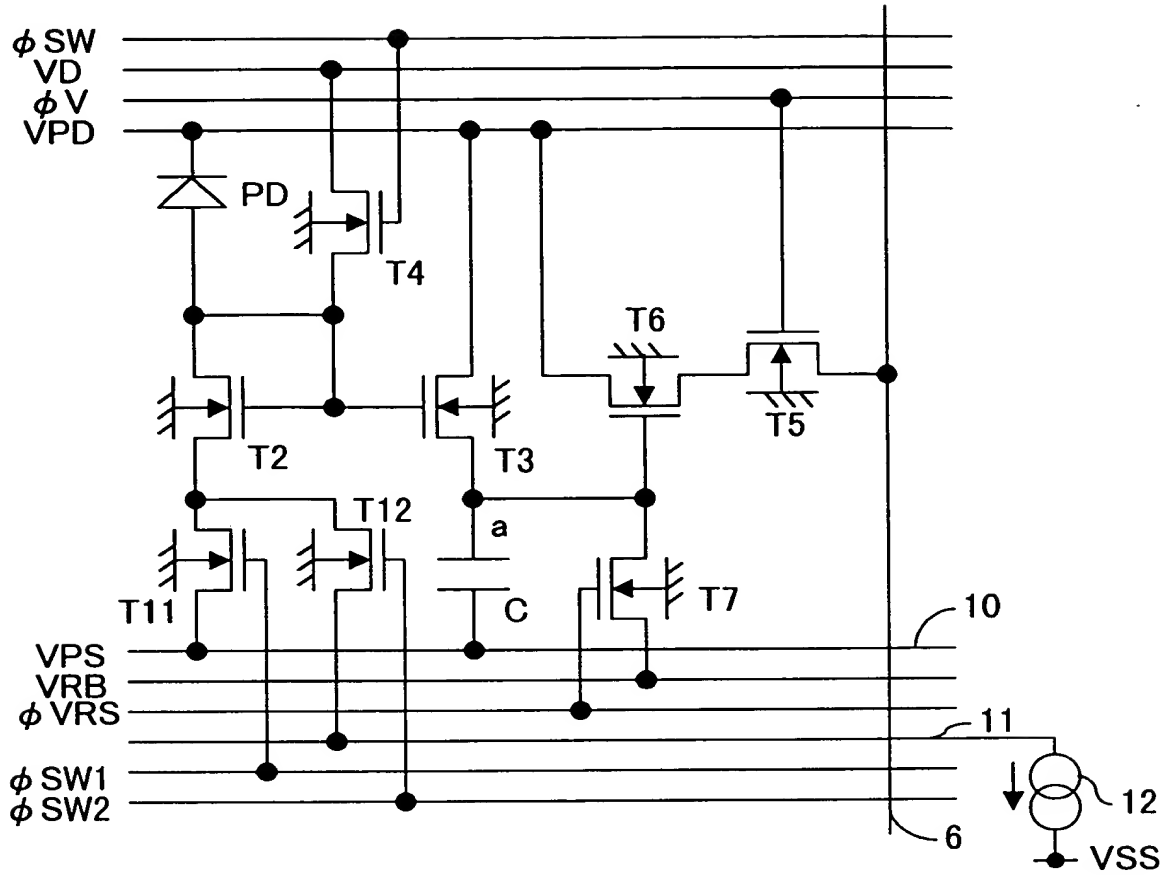 φSW
VD
φV
VPD
PD
T4
T6
T5
T2
T3
T12
a
T11
C
T7
10
VPS
VRB
φVRS
11
φSW1
φSW2
12
6
VSS